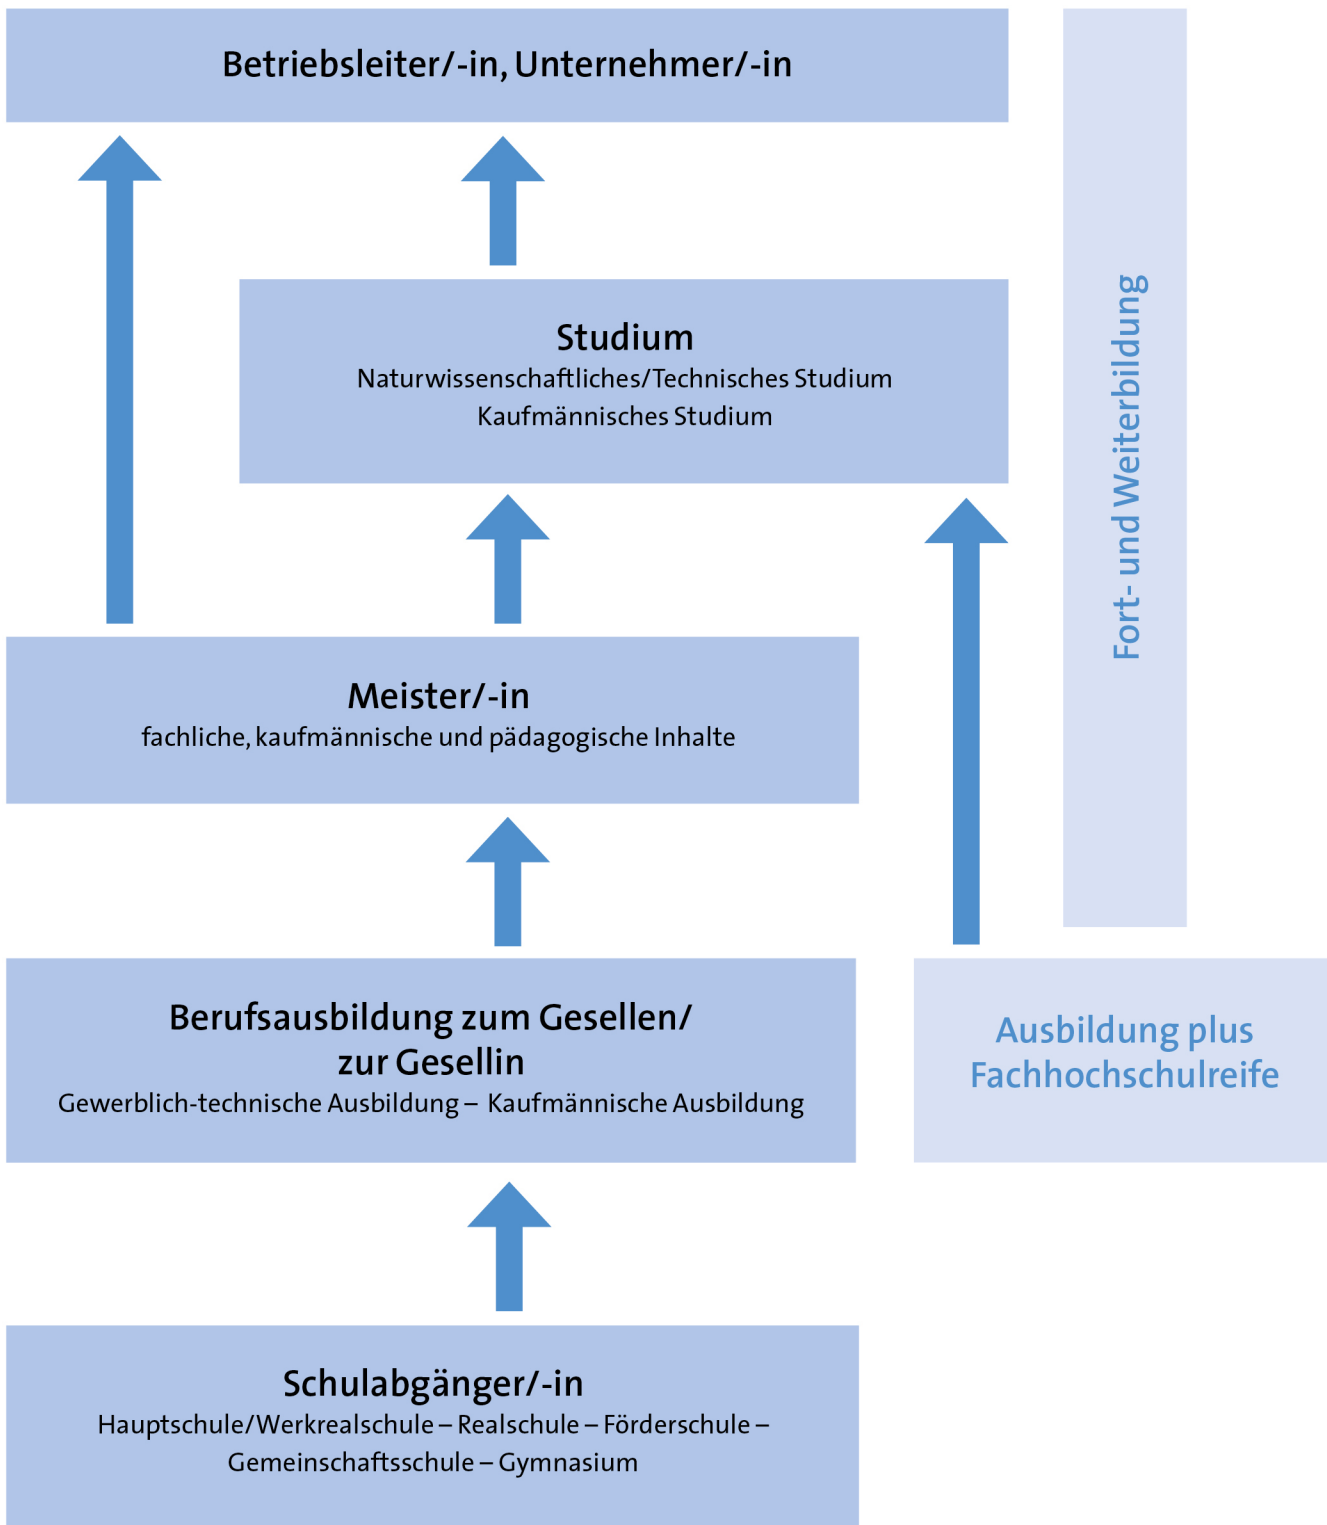 Betriebsleiter/-in, Unternehmer/-in
Studium
Naturwissenschaftliches/Technisches Studium
Kaufmännisches Studium
Fort- und Weiterbildung
Meister/-in
fachliche, kaufmännische und pädagogische Inhalte
Berufsausbildung zum Gesellen/
zur Gesellin
Gewerblich-technische Ausbildung – Kaufmännische Ausbildung
Ausbildung plus
Fachhochschulreife
Schulabgänger/-in
Hauptschule/Werkrealschule – Realschule – Förderschule –
Gemeinschaftsschule – Gymnasium